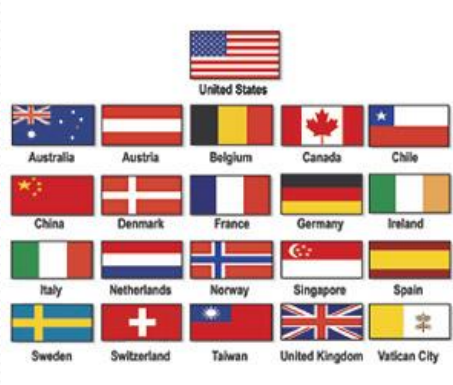 United States
Australia Austria Belgium Canada Chile
China Denmark France Germany Ireland
Italy Netherlands Norway Singapore Spain
Sweden Switzerland Taiwan United Kingdom Vatican City